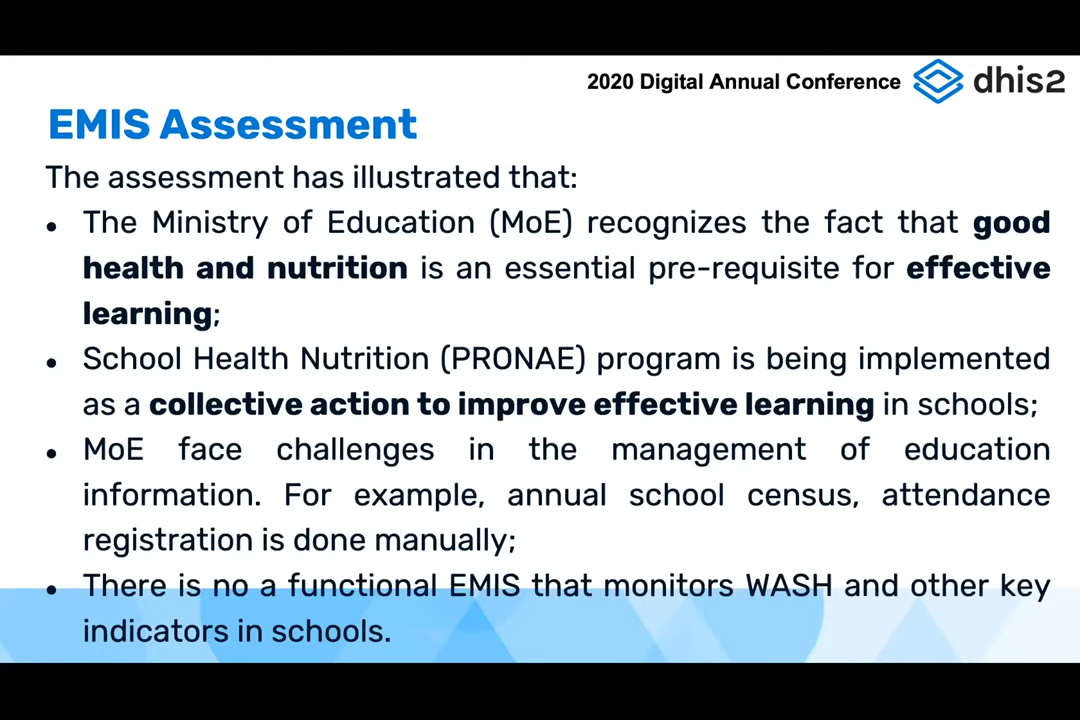 2020 Digital Annual Conference dhis2
EMIS Assessment
The assessment has illustrated that:
• The Ministry of Education (MoE) recognizes the fact that good
health and nutrition is an essential pre-requisite for effective
learning;
• School Health Nutrition (PRONAE) program is being implemented
as a collective action to improve effective learning in schools;
• MoE face challenges in the management of education
information. For example, annual school census, attendance
registration is done manually;
• There is no a functional EMIS that monitors WASH and other key
indicators in schools.